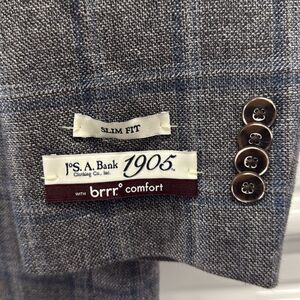 SLIM FIT
JoS. A. Bank 1905
Clothing Co., Inc.
WITH brrr° comfort